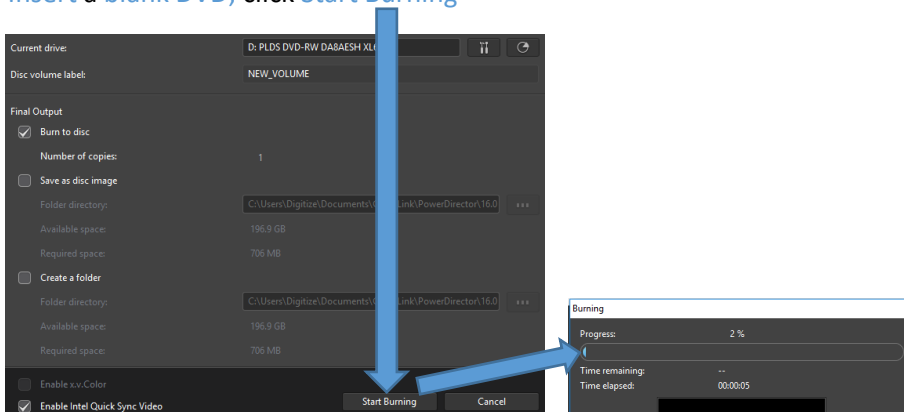 Insert a blank DVD, click Start Burning
Current drive: D: PLDS DVD-RW DA8AESH
Disc volume label: NEW_VOLUME
Final Output
Burn to disc
Number of copies: 1
Save as disc image
Folder directory: C:\Users\Digitize\Documents\ Link\PowerDirector\16.0 ...
Available space: 196.9 GB
Required space: 706 MB
Create a folder
Folder directory: C:\Users\Digitize\Documents\ Link\PowerDirector\16.0 ...
Available space: 196.9 GB
Required space: 706 MB
Enable x.v.Color
Enable Intel Quick Sync Video
Start Burning Cancel
Burning
Progress: 2 %
Time remaining: --
Time elapsed: 00:00:05